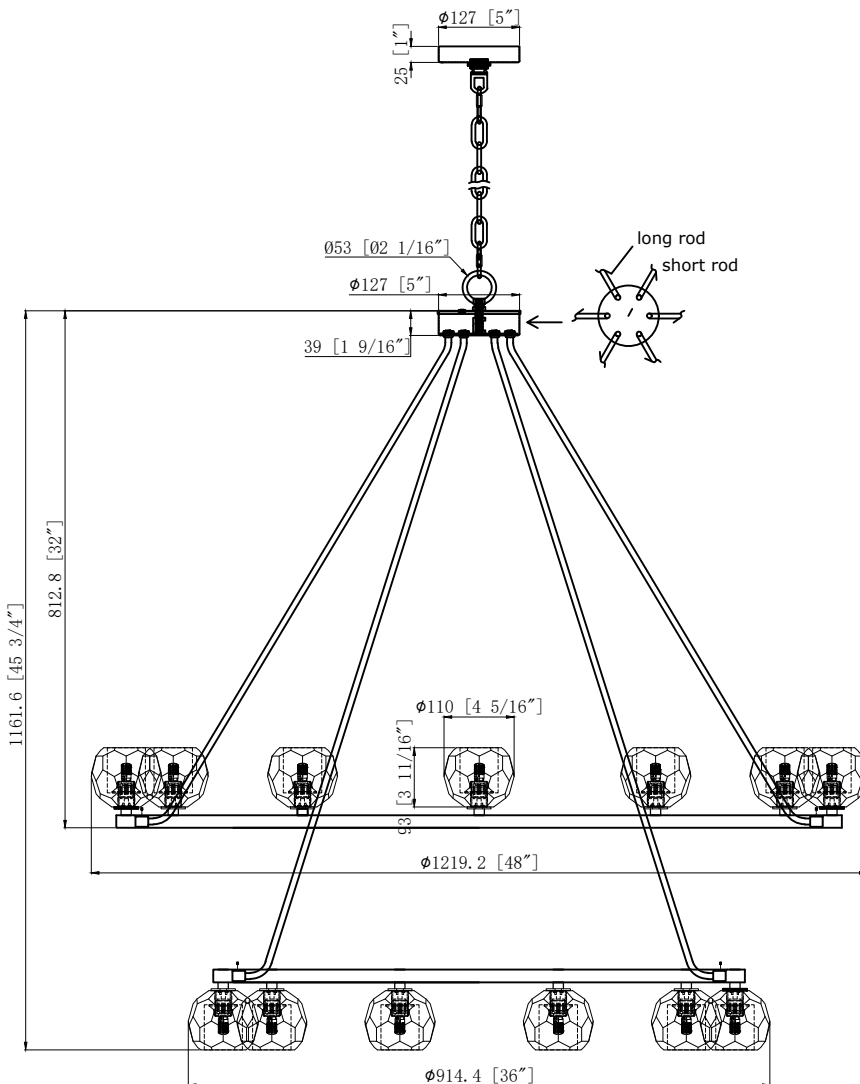 ϕ127 [5″]
25 [1″]
long rod
short rod
Ø53 [Ø2 1/16″]
ϕ127 [5″]
39 [1 9/16″]
812.8 [32″]
1161.6 [45 3/4″]
ϕ110 [4 5/16″]
93 [3 11/16″]
ϕ1219.2 [48″]
ϕ914.4 [36″]